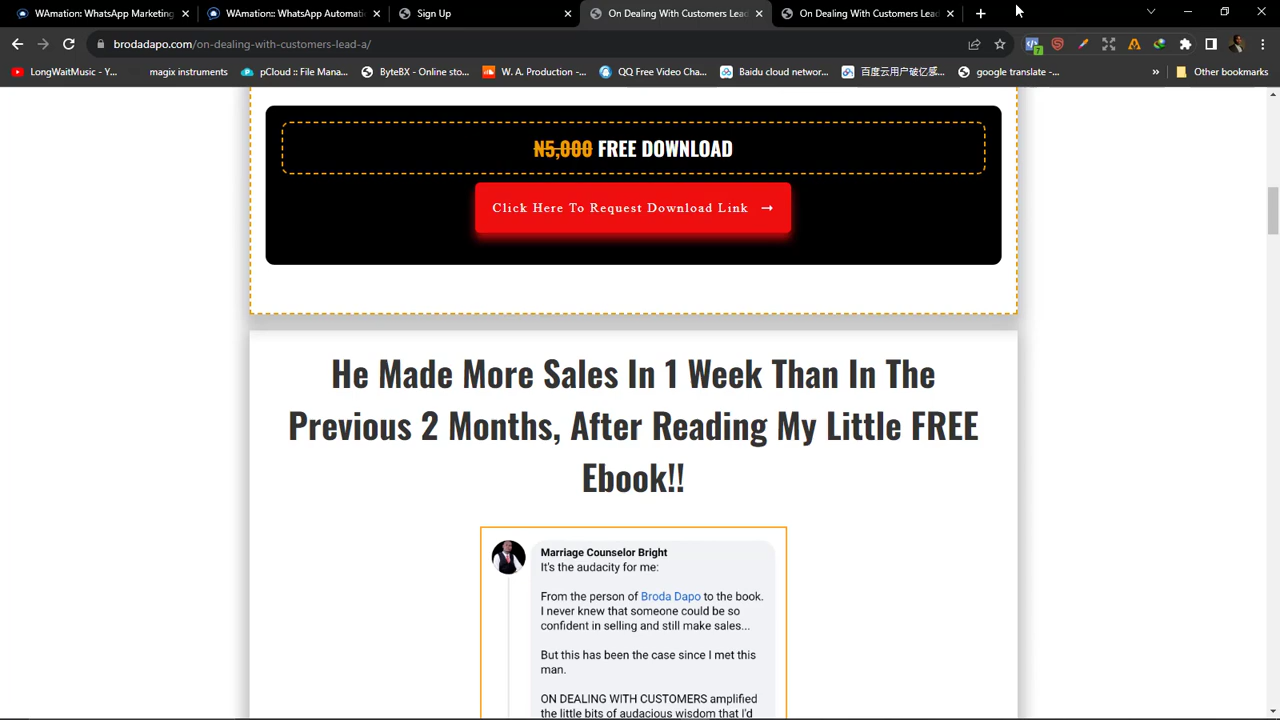 WAmation:: WhatsApp Marketing
WAmation:: WhatsApp Automati
Sign Up
On Dealing With Customers Lead
On Dealing With Customers Lead
brodadapo.com/on-dealing-with-customers-lead-a/
7
LongWaitMusic - Y...
magix instruments
pCloud :: File Mana...
ByteBX - Online sto...
W. A. Production -...
QQ Free Video Cha...
Baidu cloud networ...
百度云用户破亿感...
google translate -...
»
Other bookmarks
₦5,000 FREE DOWNLOAD
Click Here To Request Download Link →
He Made More Sales In 1 Week Than In The
Previous 2 Months, After Reading My Little FREE
Ebook!!
Marriage Counselor Bright
It's the audacity for me:
From the person of Broda Dapo to the book.
I never knew that someone could be so
confident in selling and still make sales...
But this has been the case since I met this
man.
ON DEALING WITH CUSTOMERS amplified
the little bits of audacious wisdom that I'd